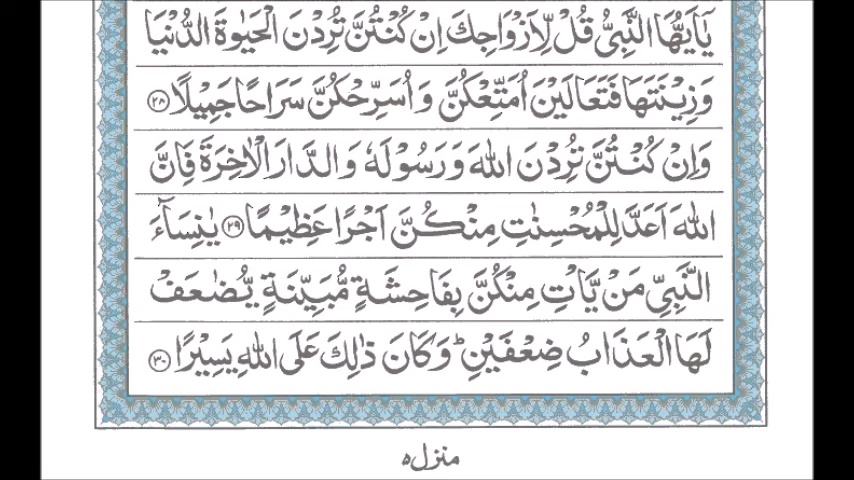 يٰۤاَيُّهَا النَّبِىُّ قُلْ لِّاَزْوَاجِكَ اِنْ كُنْتُنَّ تُرِدْنَ الْحَيٰوةَ الدُّنْيَا
وَزِيْنَتَهَا فَتَعَالَيْنَ اُمَتِّعْكُنَّ وَاُسَرِّحْكُنَّ سَرَاحًا جَمِيْلًا ﴿۲۸﴾
وَاِنْ كُنْتُنَّ تُرِدْنَ اللّٰهَ وَرَسُوْلَهٗ وَالدَّارَ الْاٰخِرَةَ فَاِنَّ
اللّٰهَ اَعَدَّ لِلْمُحْسِنٰتِ مِنْكُنَّ اَجْرًا عَظِيْمًا ﴿۲۹﴾ يٰنِسَآءَ
النَّبِىِّ مَنْ يَّاْتِ مِنْكُنَّ بِفَاحِشَةٍ مُّبَيِّنَةٍ يُّضٰعَفْ
لَهَا الْعَذَابُ ضِعْفَيْنِ ؕ وَكَانَ ذٰلِكَ عَلَى اللّٰهِ يَسِيْرًا ﴿۳۰﴾
منزل ۵